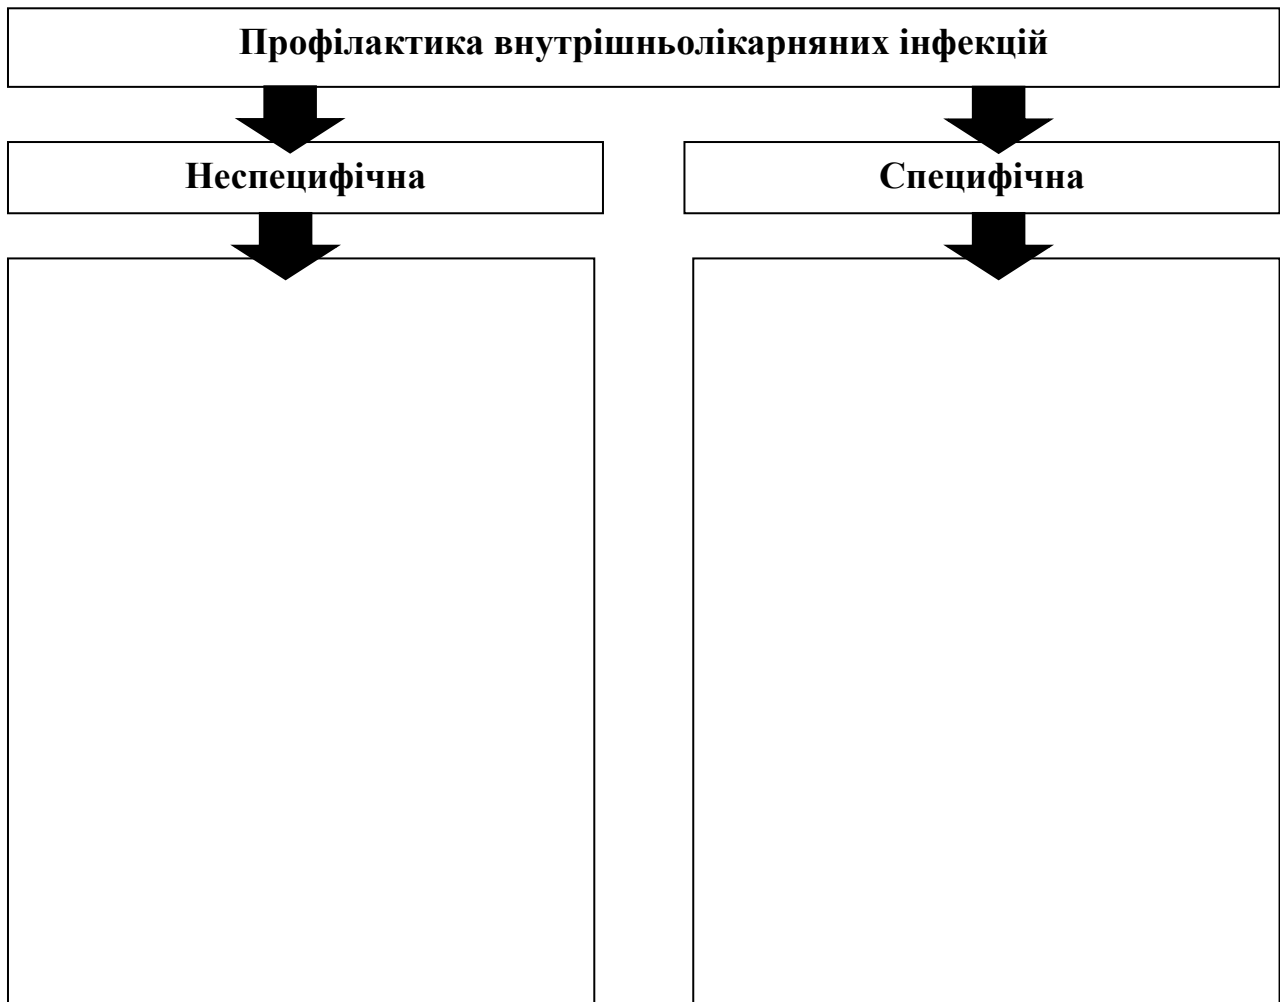 Профілактика внутрішньолікарняних інфекцій
Неспецифічна
Специфічна